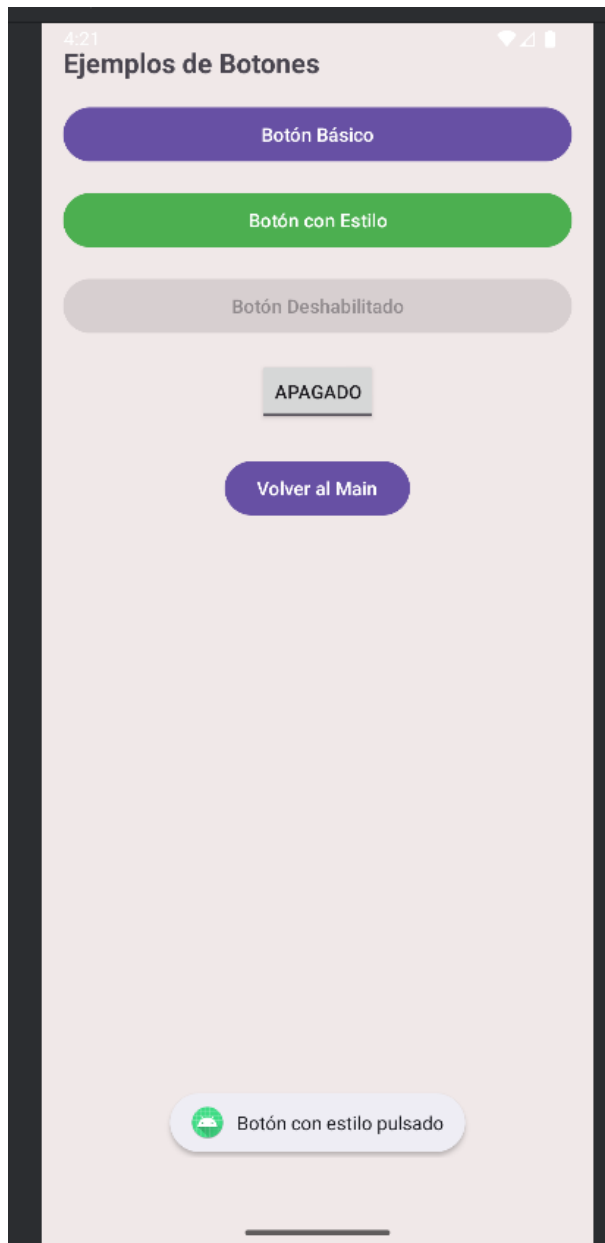 4:21
Ejemplos de Botones
Botón Básico
Botón con Estilo
Botón Deshabilitado
APAGADO
Volver al Main
Botón con estilo pulsado